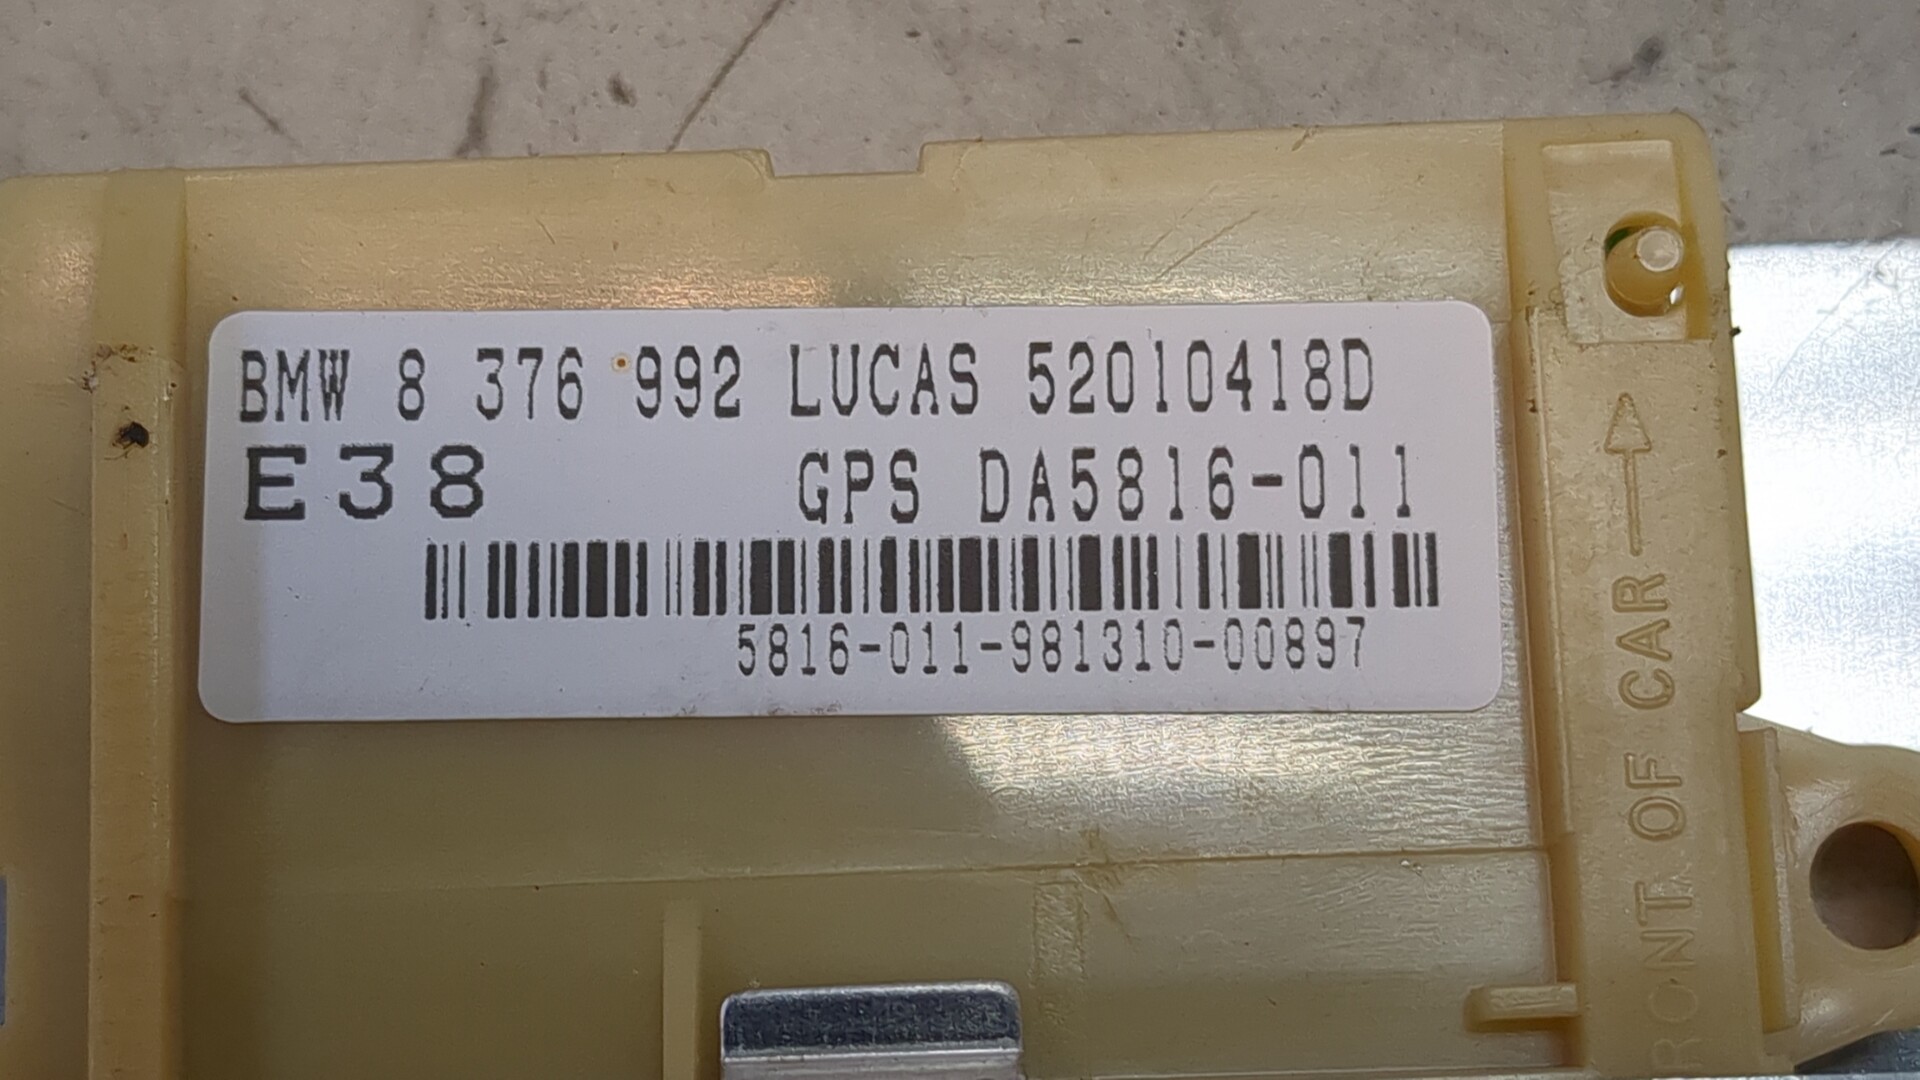 BMW 8 376 992 LUCAS 52010418D
E38 GPS DA5816-011
5816-011-981310-00897
FRONT OF CAR